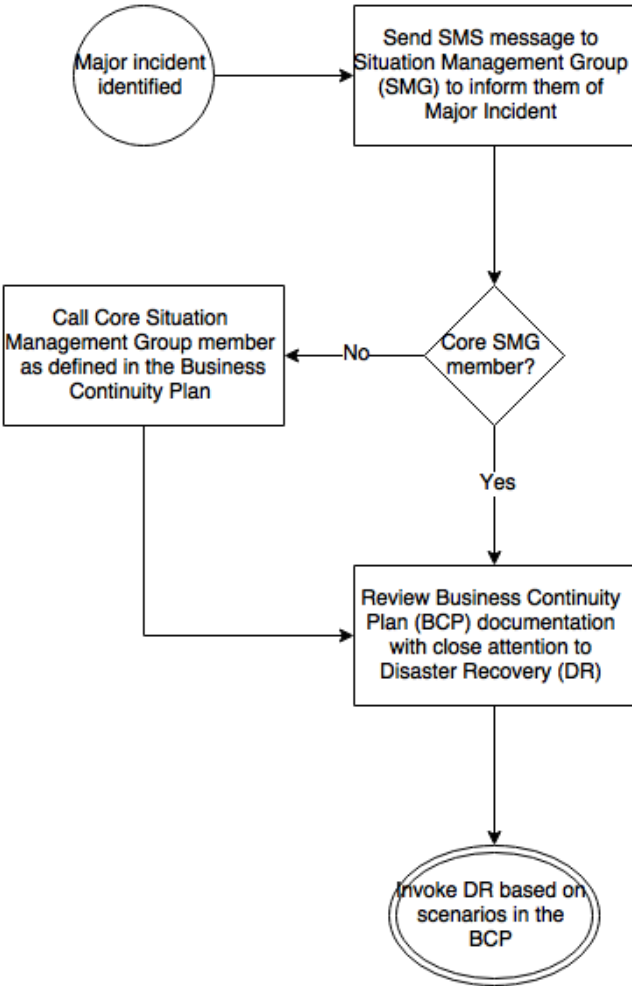 Major incident
identified
Send SMS message to
Situation Management Group
(SMG) to inform them of
Major Incident
Core SMG
member?
No
Call Core Situation
Management Group member
as defined in the Business
Continuity Plan
Yes
Review Business Continuity
Plan (BCP) documentation
with close attention to
Disaster Recovery (DR)
Invoke DR based on
scenarios in the
BCP